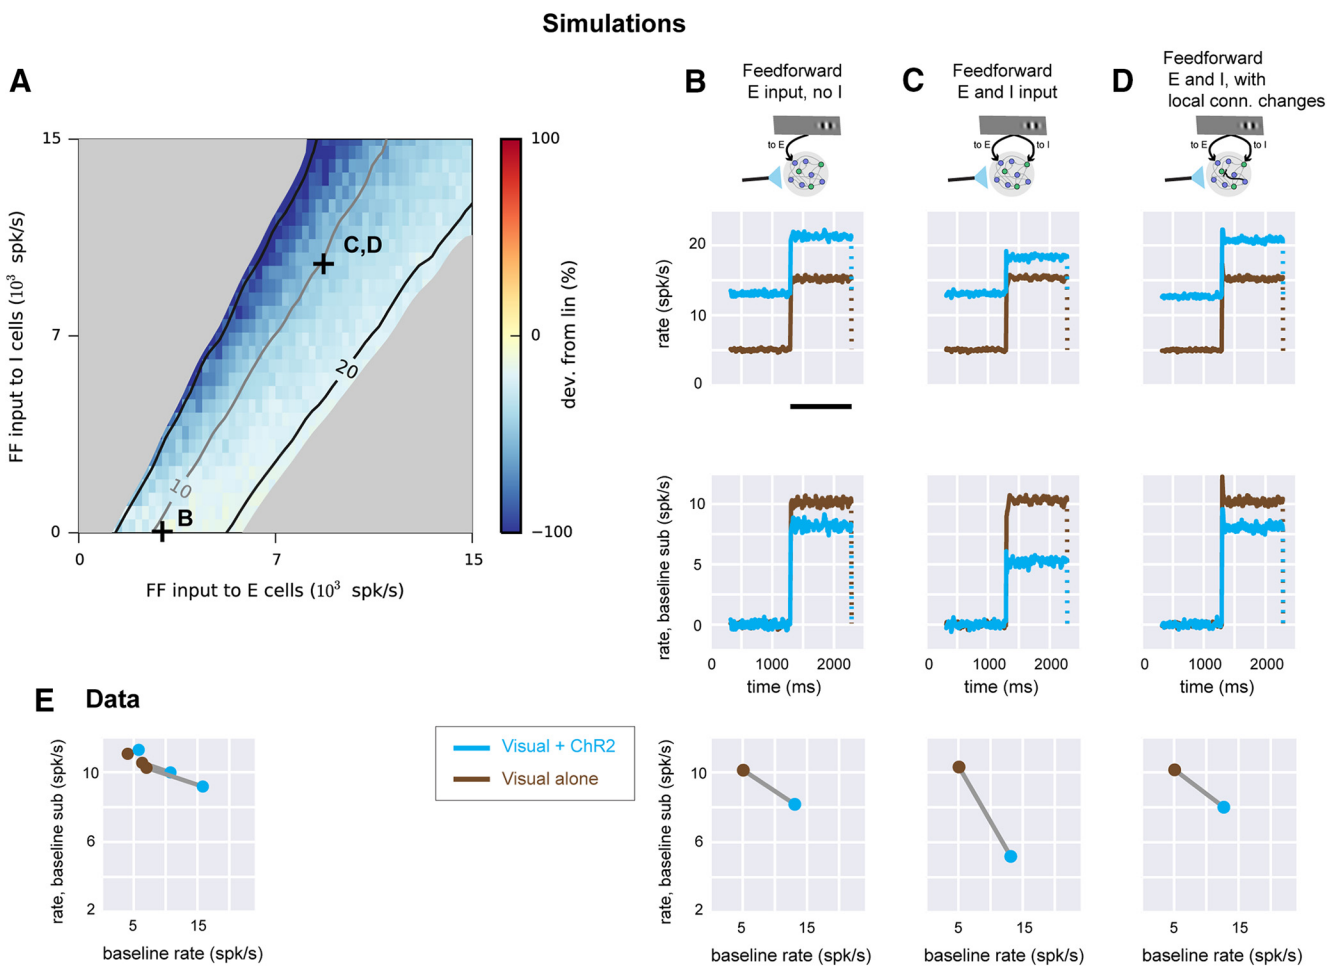 Simulations
A
15
7
0
0
7
15
FF input to I cells (10³ spk/s)
FF input to E cells (10³ spk/s)
C,D
B
10
20
100
0
−100
dev. from lin (%)
B
Feedforward
E input, no I
to E
C
Feedforward
E and I input
to E
to I
D
Feedforward
E and I, with
local conn. changes
to E
to I
rate (spk/s)
20
10
0
rate, baseline sub (spk/s)
10
5
0
0
1000
2000
time (ms)
0
1000
2000
time (ms)
0
1000
2000
time (ms)
E
Data
rate, baseline sub (spk/s)
10
6
2
5
15
baseline rate (spk/s)
Visual + ChR2
Visual alone
rate, baseline sub (spk/s)
10
6
2
5
15
baseline rate (spk/s)
5
15
baseline rate (spk/s)
5
15
baseline rate (spk/s)